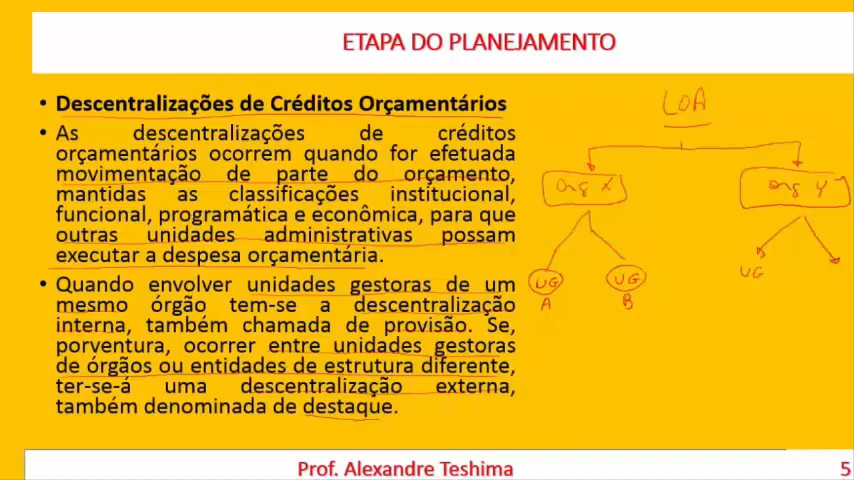 ETAPA DO PLANEJAMENTO
• Descentralizações de Créditos Orçamentários
• As descentralizações de créditos
orçamentários ocorrem quando for efetuada
movimentação de parte do orçamento,
mantidas as classificações institucional,
funcional, programática e econômica, para que
outras unidades administrativas possam
executar a despesa orçamentária.
• Quando envolver unidades gestoras de um
mesmo órgão tem-se a descentralização
interna, também chamada de provisão. Se,
porventura, ocorrer entre unidades gestoras
de órgãos ou entidades de estrutura diferente,
ter-se-á uma descentralização externa,
também denominada de destaque.
LOA
Org X
Org Y
UG
A
UG
B
UG
Prof. Alexandre Teshima
5